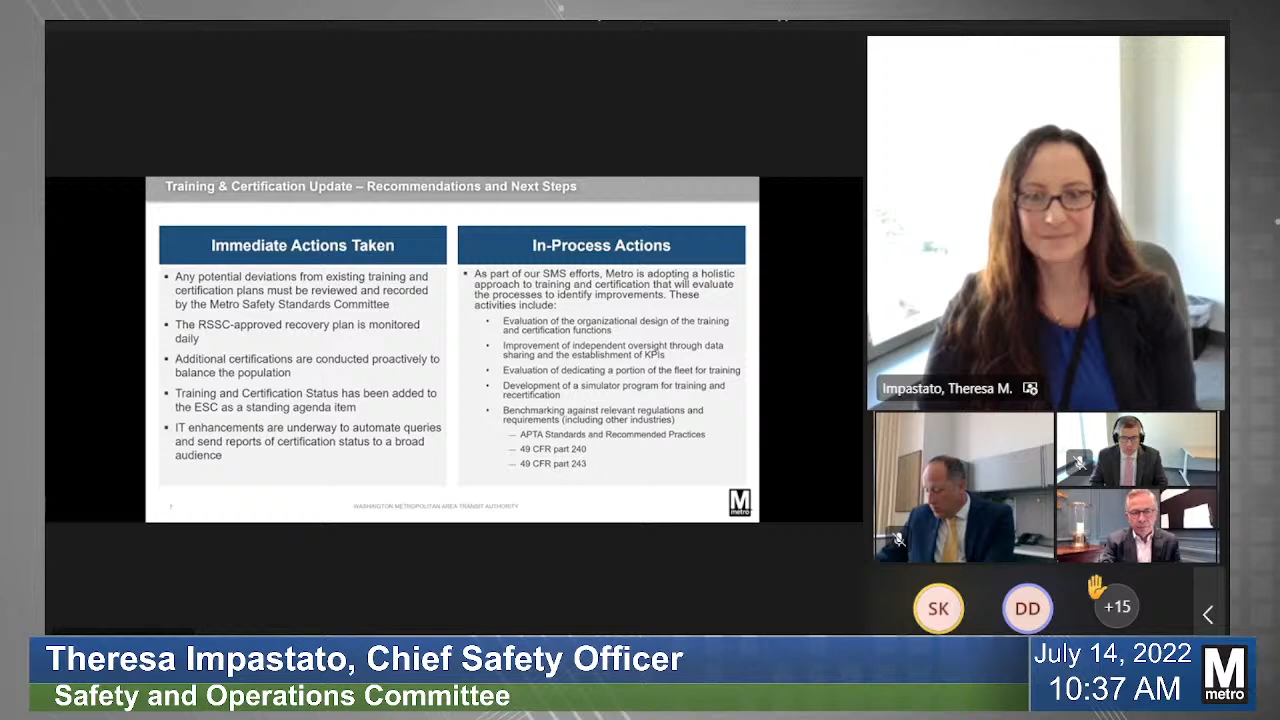 Training & Certification Update – Recommendations and Next Steps
Immediate Actions Taken
▪ Any potential deviations from existing training and
certification plans must be reviewed and recorded
by the Metro Safety Standards Committee
▪ The RSSC-approved recovery plan is monitored
daily
▪ Additional certifications are conducted proactively to
balance the population
▪ Training and Certification Status has been added to
the ESC as a standing agenda item
▪ IT enhancements are underway to automate queries
and send reports of certification status to a broad
audience
In-Process Actions
▪ As part of our SMS efforts, Metro is adopting a holistic
approach to training and certification that will evaluate
the processes to identify improvements. These
activities include:
• Evaluation of the organizational design of the training
and certification functions
• Improvement of independent oversight through data
sharing and the establishment of KPIs
• Evaluation of dedicating a portion of the fleet for training
• Development of a simulator program for training and
recertification
• Benchmarking against relevant regulations and
requirements (including other industries)
— APTA Standards and Recommended Practices
— 49 CFR part 240
— 49 CFR part 243
7
WASHINGTON METROPOLITAN AREA TRANSIT AUTHORITY
M
metro
Impastato, Theresa M.
SK
DD
+15
Theresa Impastato, Chief Safety Officer
Safety and Operations Committee
July 14, 2022
10:37 AM
M
metro